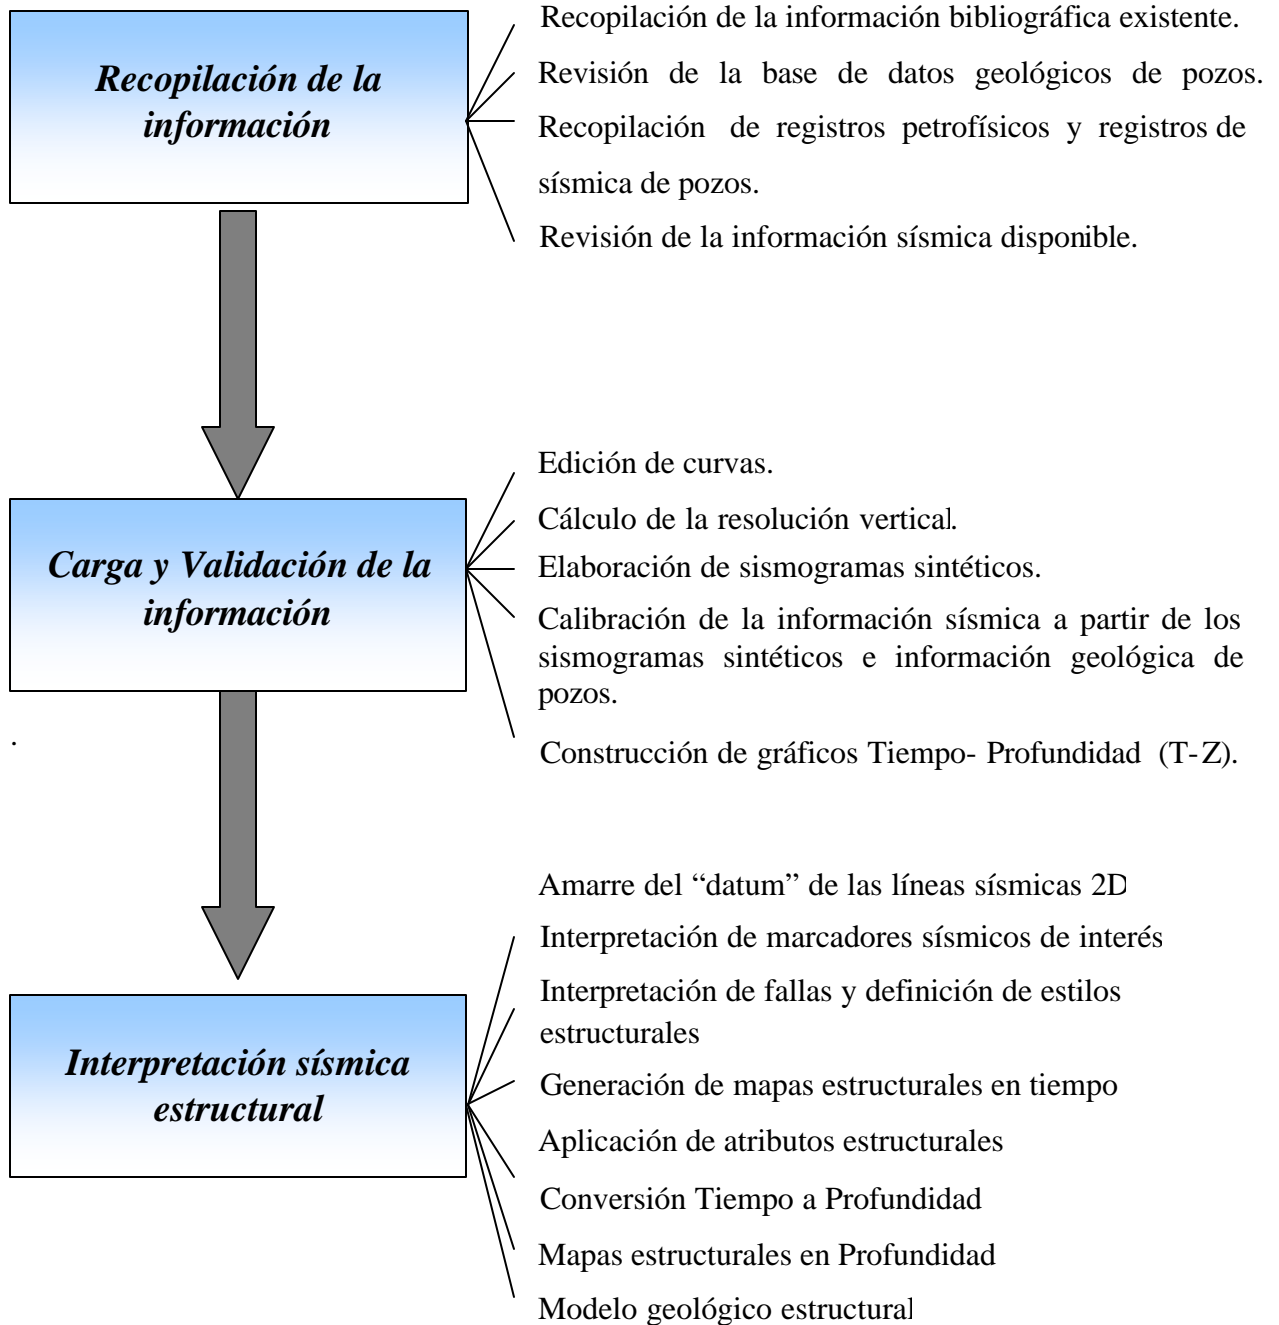 Recopilación de la
información
Recopilación de la información bibliográfica existente.
Revisión de la base de datos geológicos de pozos.
Recopilación de registros petrofísicos y registros de
sísmica de pozos.
Revisión de la información sísmica disponible.
Carga y Validación de la
información
Edición de curvas.
Cálculo de la resolución vertical.
Elaboración de sismogramas sintéticos.
Calibración de la información sísmica a partir de los
sismogramas sintéticos e información geológica de
pozos.
.
Construcción de gráficos Tiempo- Profundidad (T-Z).
Interpretación sísmica
estructural
Amarre del “datum” de las líneas sísmicas 2D
Interpretación de marcadores sísmicos de interés
Interpretación de fallas y definición de estilos
estructurales
Generación de mapas estructurales en tiempo
Aplicación de atributos estructurales
Conversión Tiempo a Profundidad
Mapas estructurales en Profundidad
Modelo geológico estructural